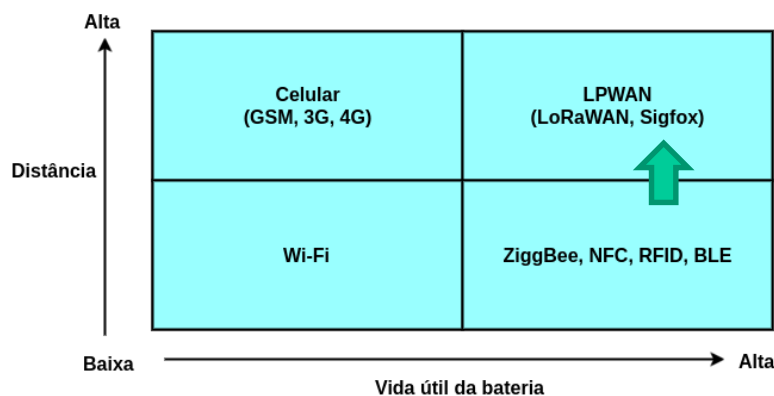 Alta
Celular
(GSM, 3G, 4G)
LPWAN
(LoRaWAN, Sigfox)
Distância
Wi-Fi
ZiggBee, NFC, RFID, BLE
Baixa
Alta
Vida útil da bateria